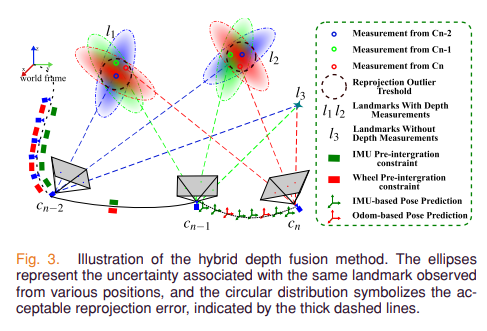 l1
l2
l3
z
x
y
world frame
Cn-2
Cn-1
Cn
Measurement from Cn-2
Measurement from Cn-1
Measurement from Cn
Reprojection Outlier
Treshold
l1 l2 Landmarks With Depth
Measurements
l3 Landmarks Without
Depth Measurements
IMU Pre-intergration
constraint
Wheel Pre-intergration
constraint
IMU-based Pose Prediction
Odom-based Pose Prediction
Fig. 3. Illustration of the hybrid depth fusion method. The ellipses
represent the uncertainty associated with the same landmark observed
from various positions, and the circular distribution symbolizes the ac-
ceptable reprojection error, indicated by the thick dashed lines.